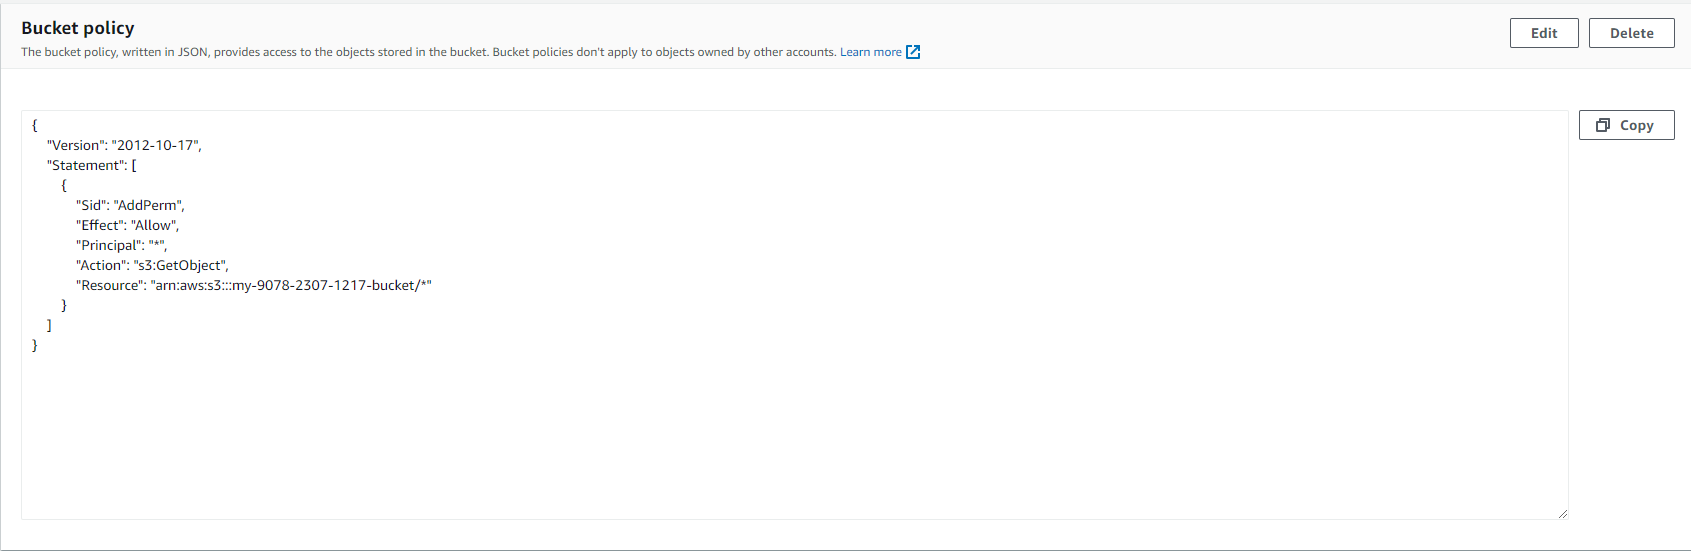 Bucket policy
The bucket policy, written in JSON, provides access to the objects stored in the bucket. Bucket policies don't apply to objects owned by other accounts. Learn more
Edit
Delete
Copy
{
"Version": "2012-10-17",
"Statement": [
{
"Sid": "AddPerm",
"Effect": "Allow",
"Principal": "*",
"Action": "s3:GetObject",
"Resource": "arn:aws:s3:::my-9078-2307-1217-bucket/*"
}
]
}